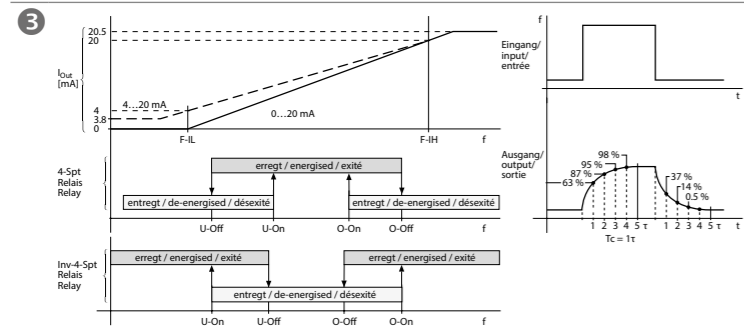 3
20.5
20
I Out
[mA]
4
3.8
0
4…20 mA
0…20 mA
F-IL
F-IH
f
4-Spt
Relais
Relay
erregt / energised / exité
entregt / de-energised / désexité
entregt / de-energised / désexité
U-Off
U-On
O-On
O-Off
f
Inv-4-Spt
Relais
Relay
erregt / energised / exité
erregt / energised / exité
entregt / de-energised / désexité
U-On
U-Off
O-Off
O-On
f
f
Eingang/
input/
entrée
t
Ausgang/
output/
sortie
98 %
95 %
87 %
63 %
37 %
14 %
0.5 %
1 2 3 4 5 τ
1 2 3 4 5 τ
t
Tc = 1τ